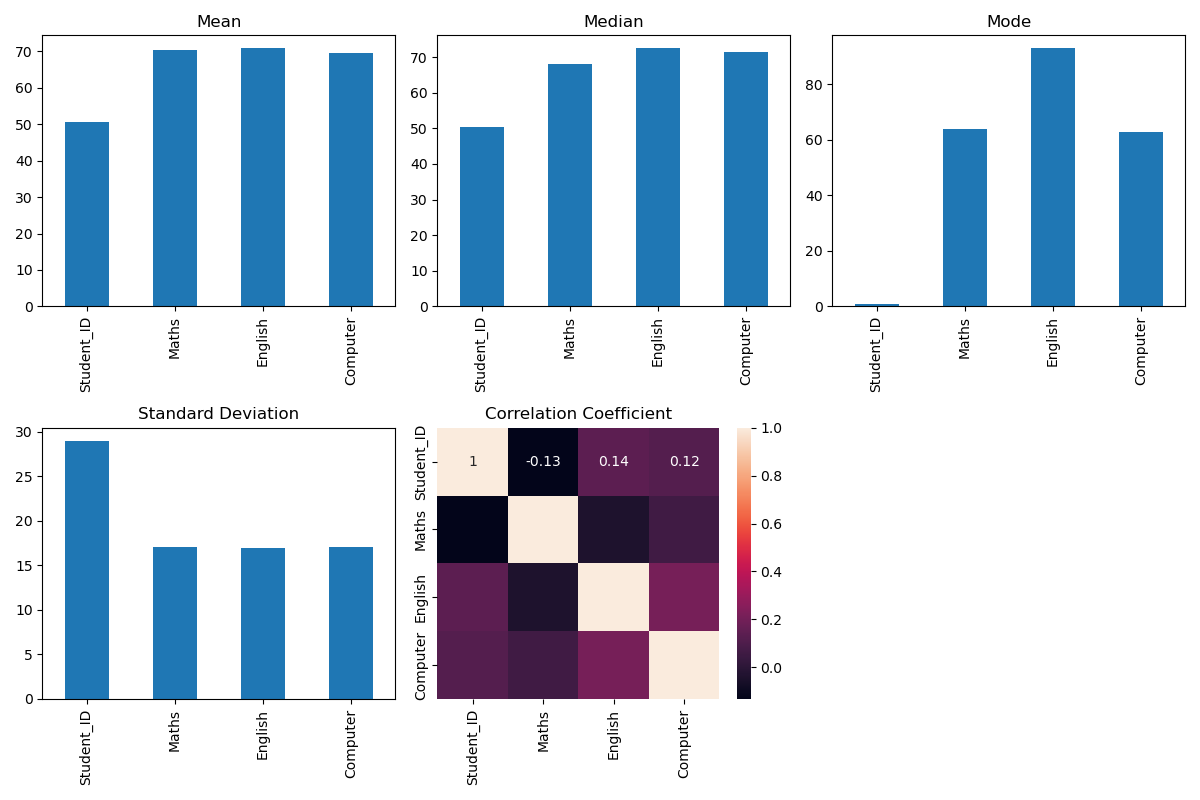 Mean
70
60
50
40
30
20
10
0
Student_ID
Maths
English
Computer
Median
70
60
50
40
30
20
10
0
Student_ID
Maths
English
Computer
Mode
80
60
40
20
0
Student_ID
Maths
English
Computer
Standard Deviation
30
25
20
15
10
5
0
Student_ID
Maths
English
Computer
Correlation Coefficient
Student_ID
Maths
English
Computer
1 -0.13 0.14 0.12
Student_ID
Maths
English
Computer
1.0
0.8
0.6
0.4
0.2
0.0